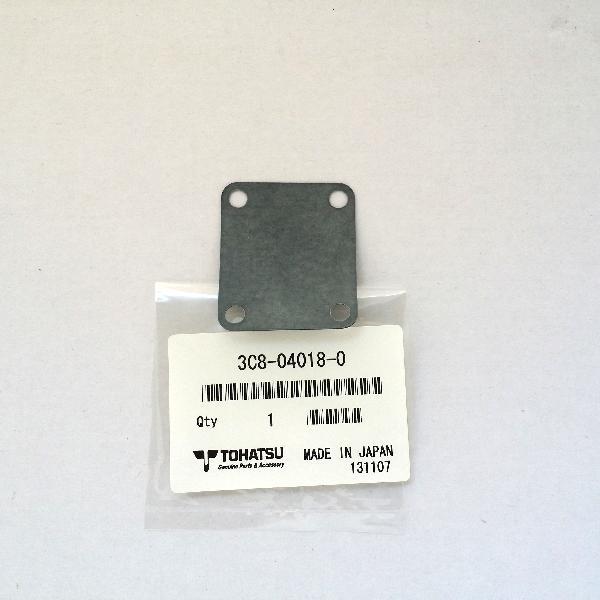 3C8-04018-0
Qty 1
TOHATSU MADE IN JAPAN
Genuine Parts & Accessory 131107